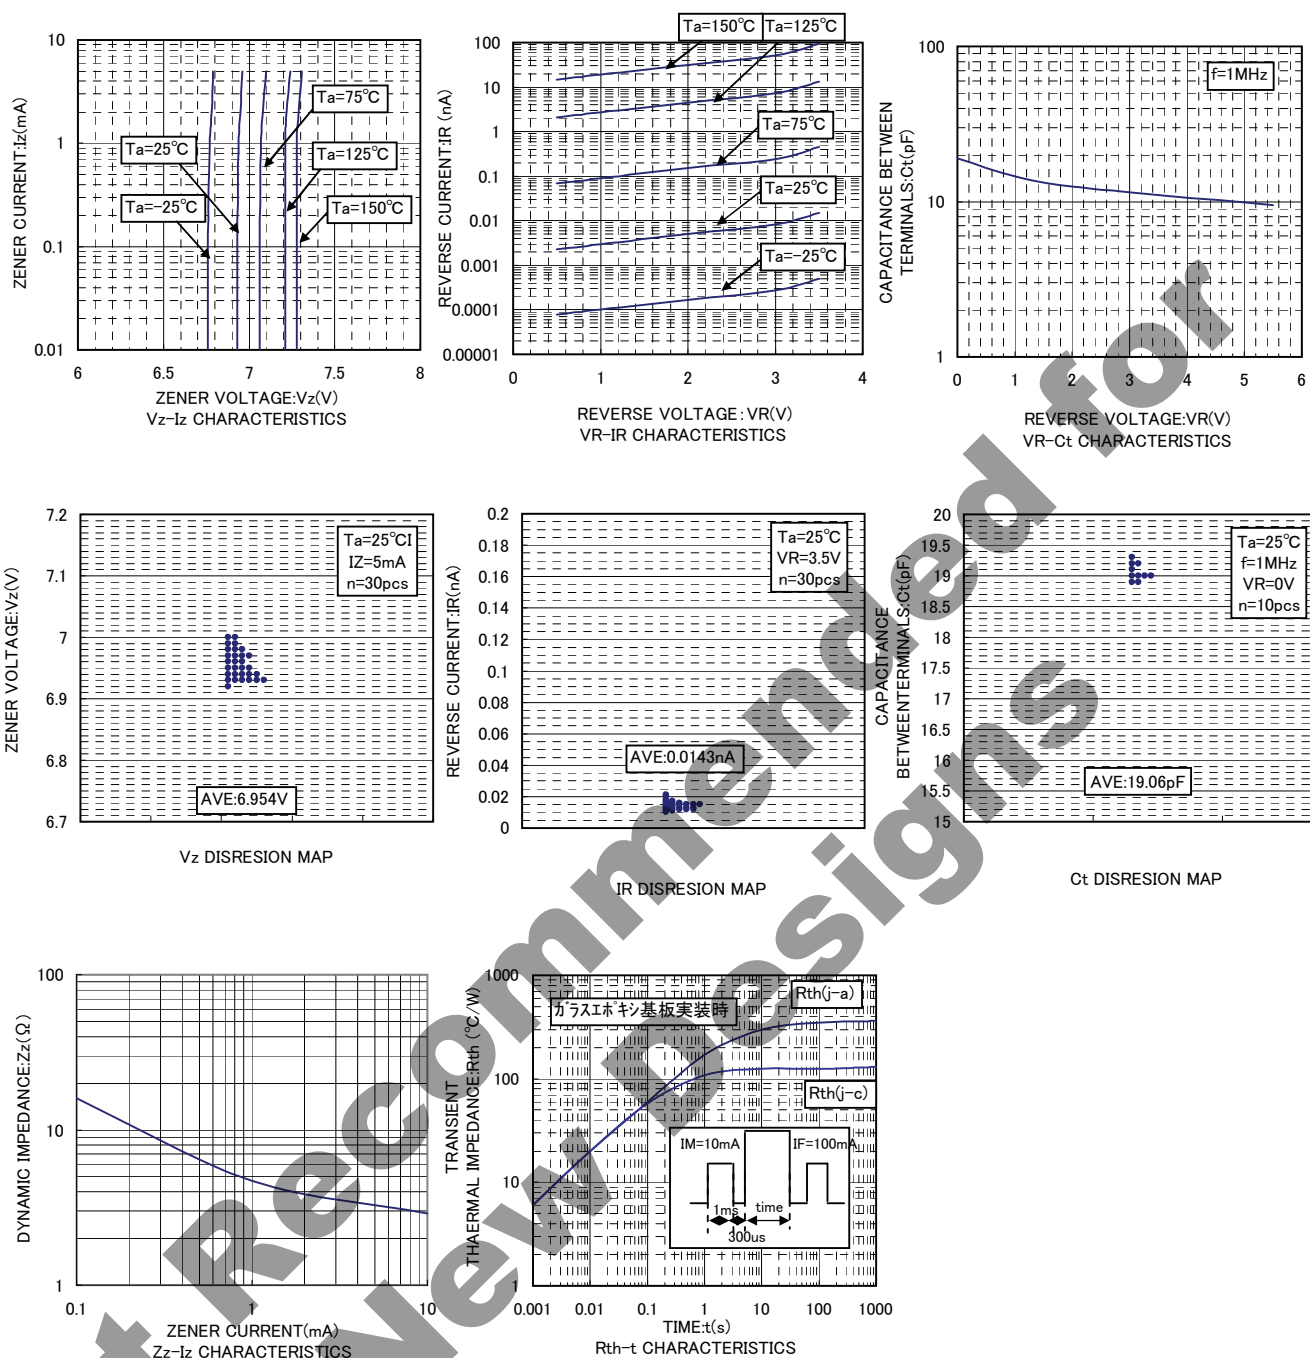 Ta=150℃
Ta=125℃
10
1
0.1
0.01
ZENER CURRENT:Iz(mA)
Ta=75℃
Ta=25℃
Ta=125℃
Ta=-25℃
Ta=150℃
6
6.5
7
7.5
8
ZENER VOLTAGE:Vz(V)
Vz-Iz CHARACTERISTICS
100
10
1
0.1
0.01
0.001
0.0001
0.00001
REVERSE CURRENT:IR (nA)
Ta=75℃
Ta=25℃
Ta=-25℃
0
1
2
3
4
REVERSE VOLTAGE：VR(V)
VR-IR CHARACTERISTICS
100
10
1
CAPACITANCE BETWEEN
TERMINALS:Ct(pF)
f=1MHz
0
1
2
3
4
5
6
REVERSE VOLTAGE:VR(V)
VR-Ct CHARACTERISTICS
7.2
7.1
7
6.9
6.8
6.7
ZENER VOLTAGE:Vz(V)
Ta=25℃I
IZ=5mA
n=30pcs
AVE:6.954V
Vz DISRESION MAP
0.2
0.18
0.16
0.14
0.12
0.1
0.08
0.06
0.04
0.02
0
REVERSE CURRENT:IR(nA)
Ta=25℃
VR=3.5V
n=30pcs
AVE:0.0143nA
IR DISRESION MAP
20
19.5
19
18.5
18
17.5
17
16.5
16
15.5
15
CAPACITANCE
BETWEENTERMINALS:Ct(pF)
Ta=25℃
f=1MHz
VR=0V
n=10pcs
AVE:19.06pF
Ct DISRESION MAP
100
10
1
DYNAMIC IMPEDANCE:Zz(Ω)
0.1
1
10
ZENER CURRENT(mA)
Zz-Iz CHARACTERISTICS
1000
100
10
1
TRANSIENT
THAERMAL IMPEDANCE:Rth (℃/W)
ｶﾞﾗｽｴﾎﾟｷｼ基板実装時
Rth(j-a)
Rth(j-c)
IM=10mA
IF=100mA
1ms
time
300us
0.001
0.01
0.1
1
10
100
1000
TIME:t(s)
Rth-t CHARACTERISTICS
t Recommended for
New Designs